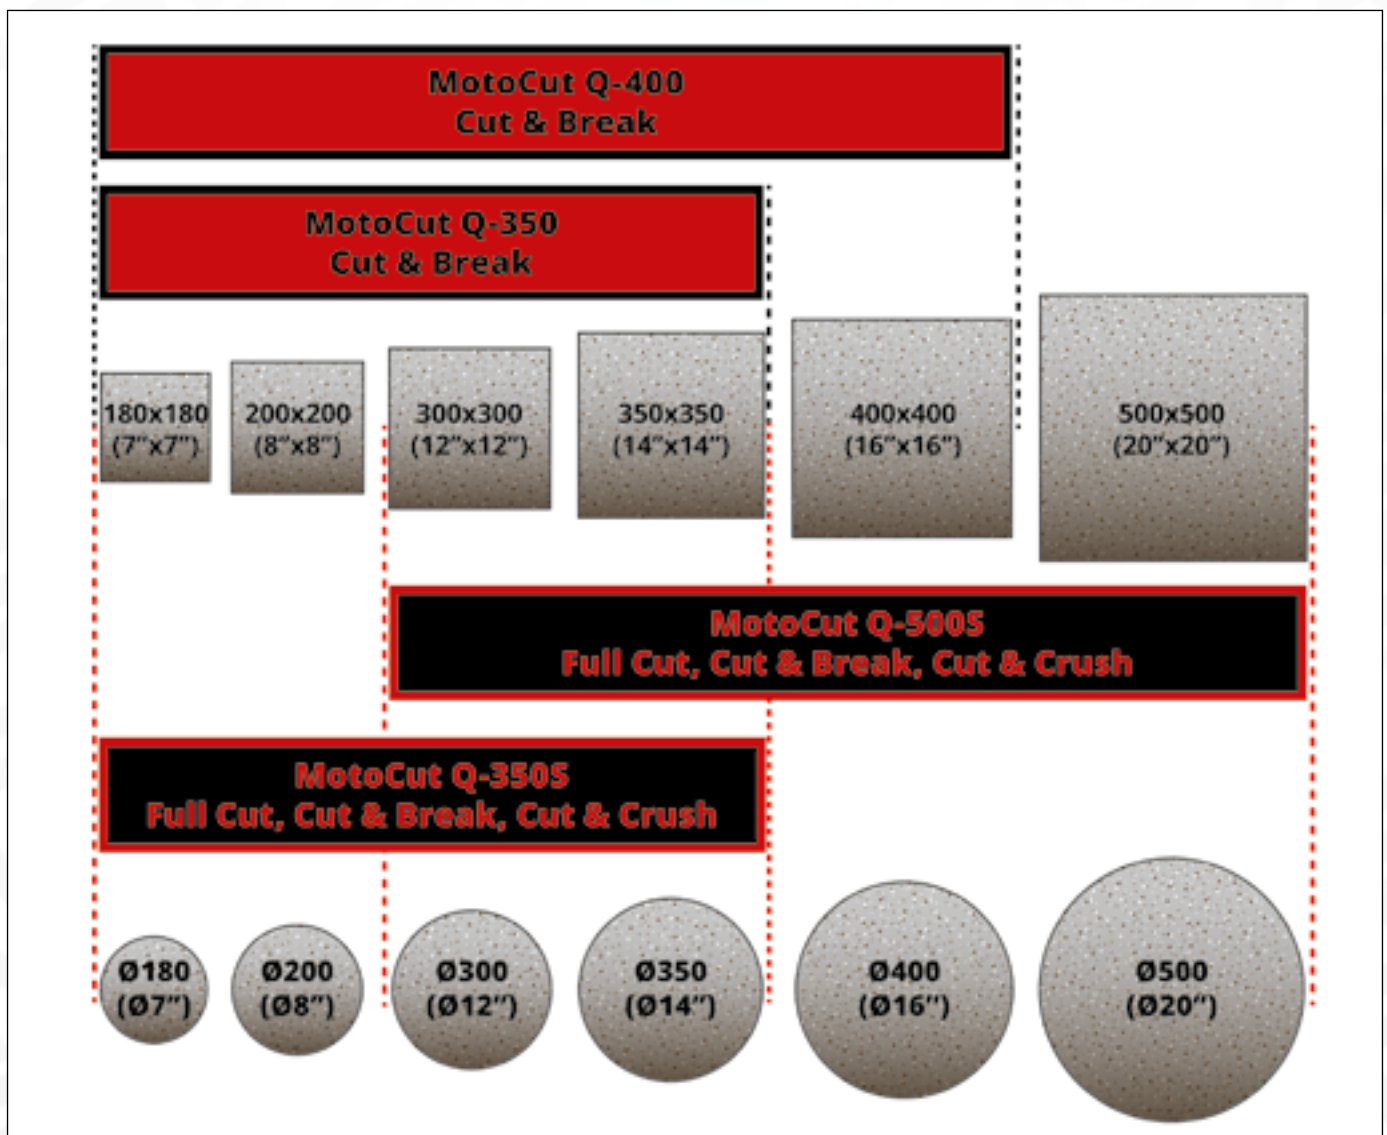 MotoCut Q-400
Cut & Break
MotoCut Q-350
Cut & Break
180x180
(7”x7”)
200x200
(8”x8”)
300x300
(12”x12”)
350x350
(14”x14”)
400x400
(16”x16”)
500x500
(20”x20”)
MotoCut Q-500S
Full Cut, Cut & Break, Cut & Crush
MotoCut Q-350S
Full Cut, Cut & Break, Cut & Crush
Ø180
(Ø7”)
Ø200
(Ø8”)
Ø300
(Ø12”)
Ø350
(Ø14”)
Ø400
(Ø16”)
Ø500
(Ø20”)